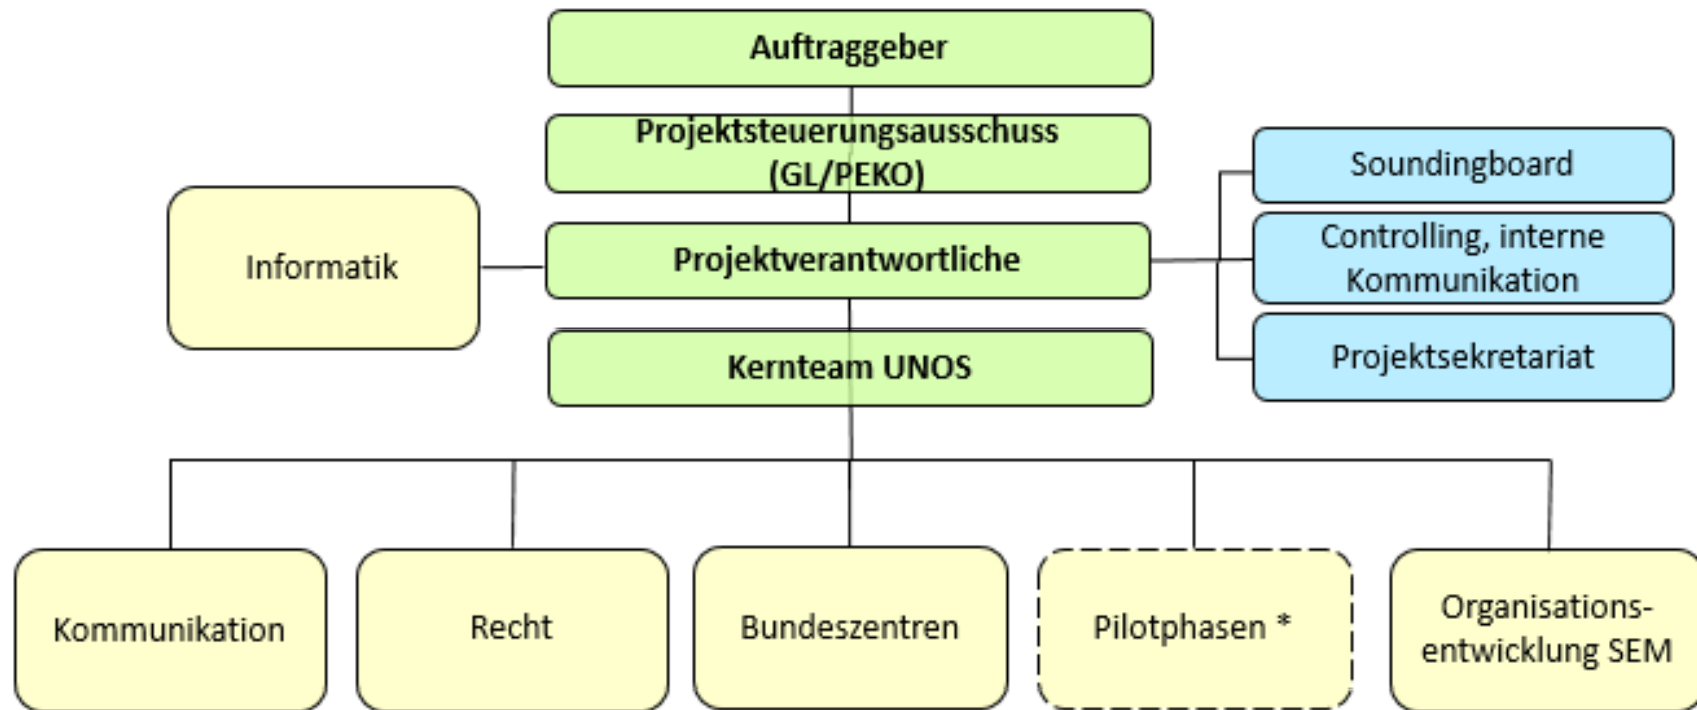 Auftraggeber
Projektsteuerungsausschuss
(GL/PEKO)
Soundingboard
Informatik
Projektverantwortliche
Controlling, interne
Kommunikation
Kernteam UNOS
Projektsekretariat
Kommunikation
Recht
Bundeszentren
Pilotphasen *
Organisations-
entwicklung SEM